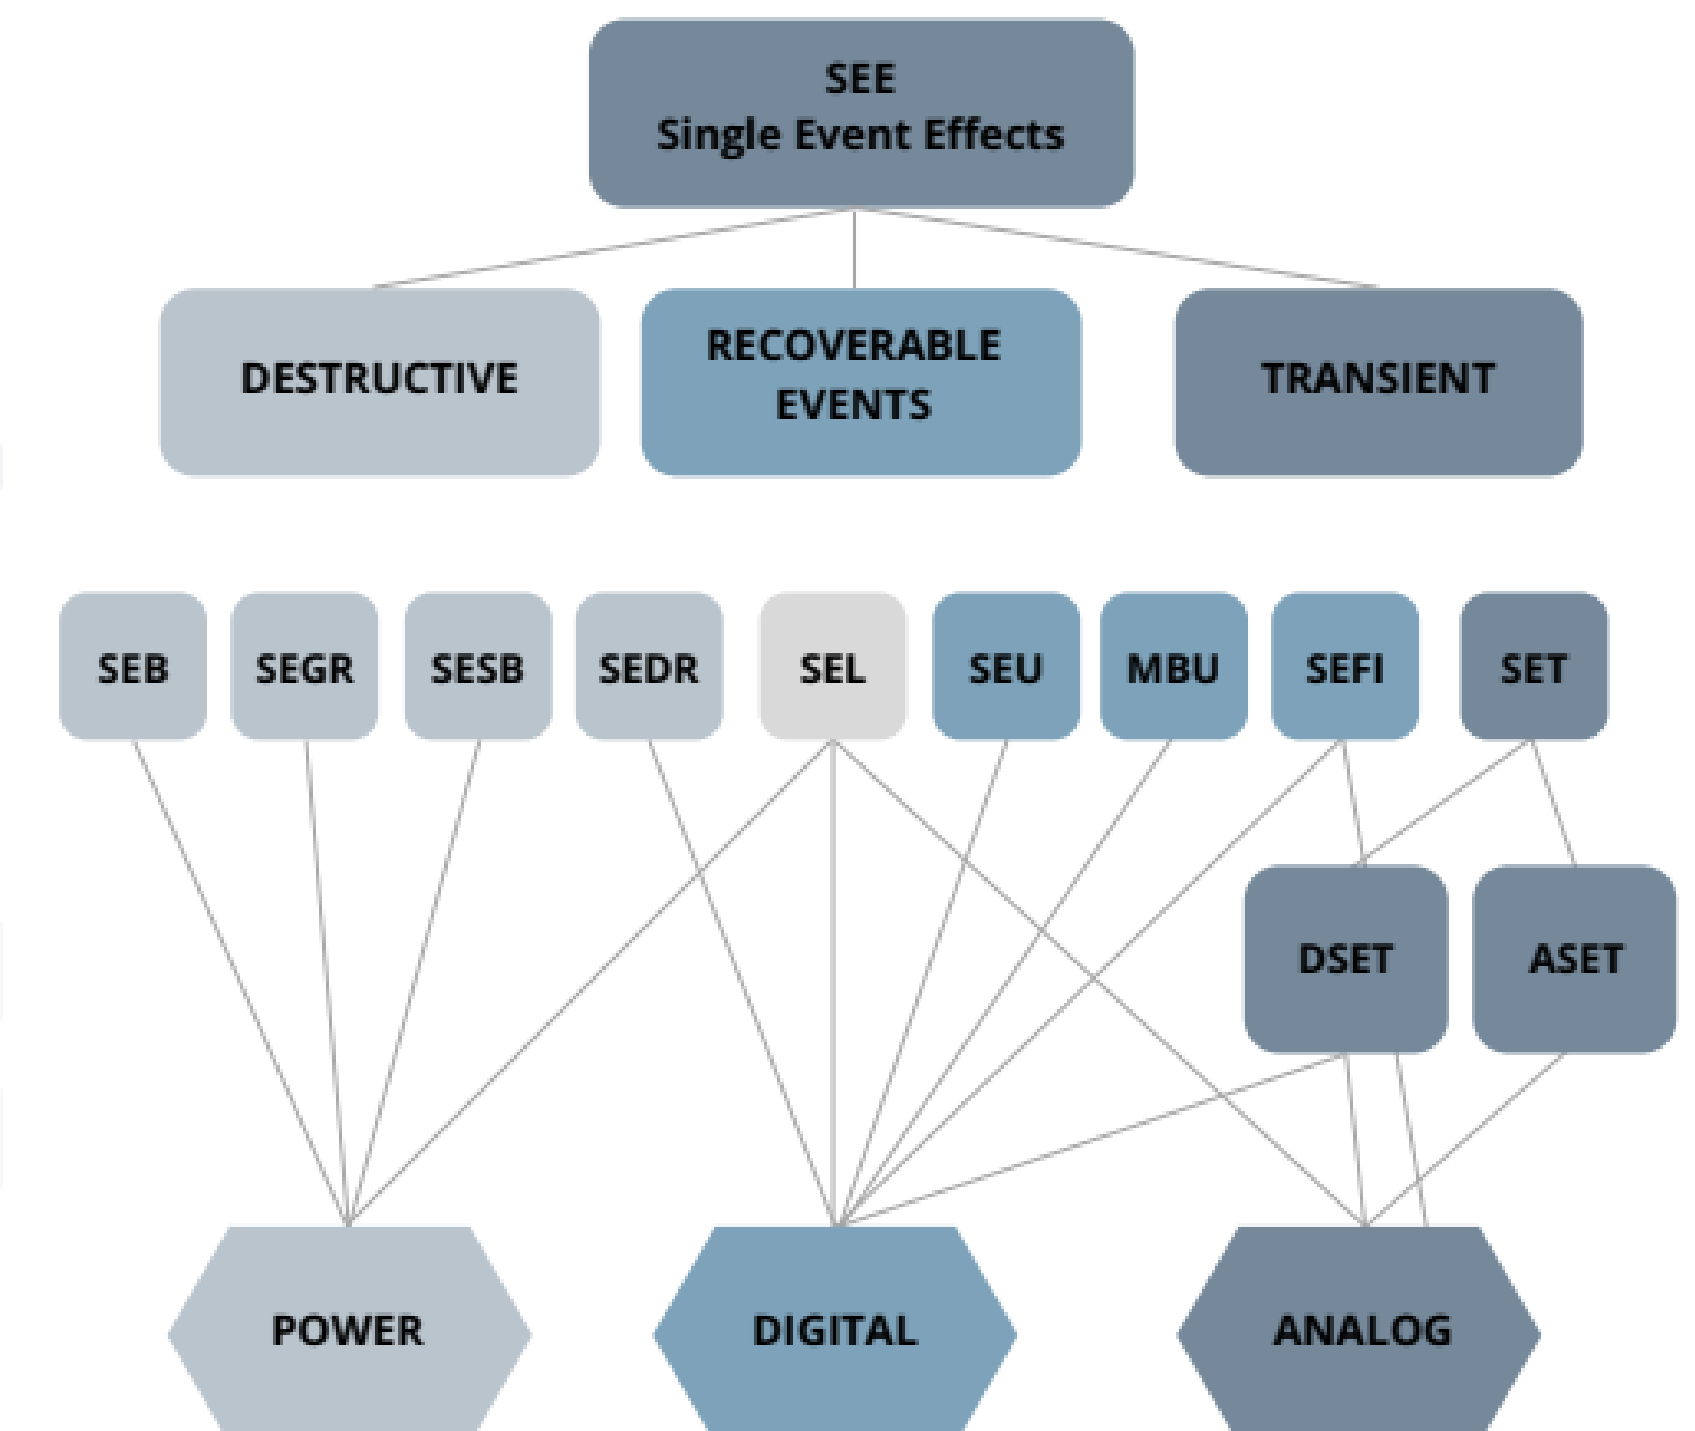 SEE
Single Event Effects
DESTRUCTIVE
RECOVERABLE
EVENTS
TRANSIENT
SEB
SEGR
SESB
SEDR
SEL
SEU
MBU
SEFI
SET
DSET
ASET
POWER
DIGITAL
ANALOG